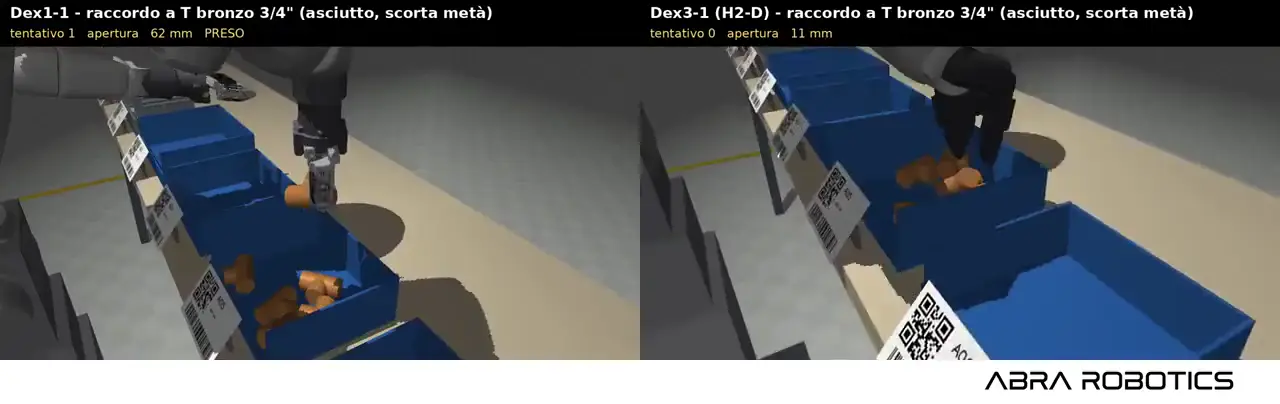 Dex1-1 - raccordo a T bronzo 3/4" (asciutto, scorta metà)
tentativo 1 apertura 62 mm PRESO
Dex3-1 (H2-D) - raccordo a T bronzo 3/4" (asciutto, scorta metà)
tentativo 0 apertura 11 mm
ABRA ROBOTICS